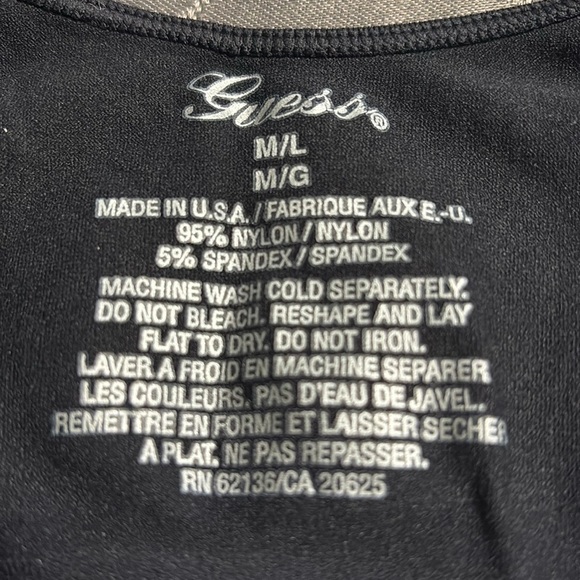 Guess®
M/L
M/G
MADE IN U.S.A. / FABRIQUE AUX E.-U.
95% NYLON / NYLON
5% SPANDEX / SPANDEX
MACHINE WASH COLD SEPARATELY.
DO NOT BLEACH. RESHAPE AND LAY
FLAT TO DRY. DO NOT IRON.
LAVER A FROID EN MACHINE SEPARER
LES COULEURS. PAS D'EAU DE JAVEL.
REMETTRE EN FORME ET LAISSER SECHER
A PLAT. NE PAS REPASSER.
RN 62136/CA 20625